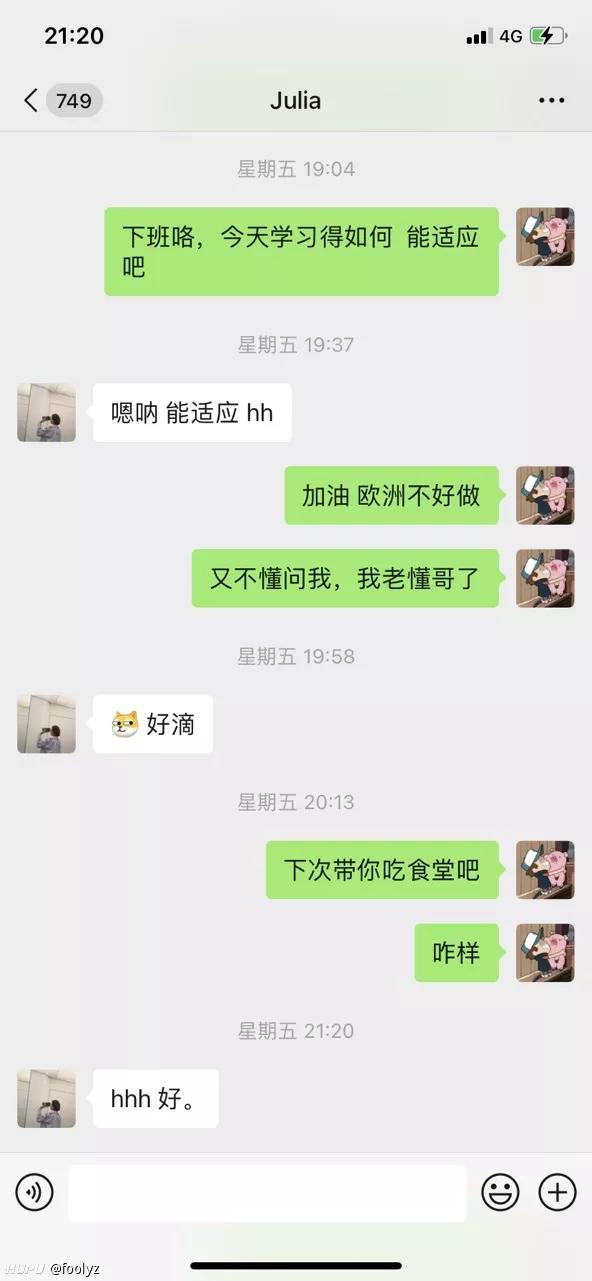 21:20
4G
749
Julia
星期五 19:04
下班咯，今天学习得如何 能适应
吧
星期五 19:37
嗯呐 能适应 hh
加油 欧洲不好做
又不懂问我，我老懂哥了
星期五 19:58
好滴
星期五 20:13
下次带你吃食堂吧
咋样
星期五 21:20
hhh 好。
HUPU @foolyz